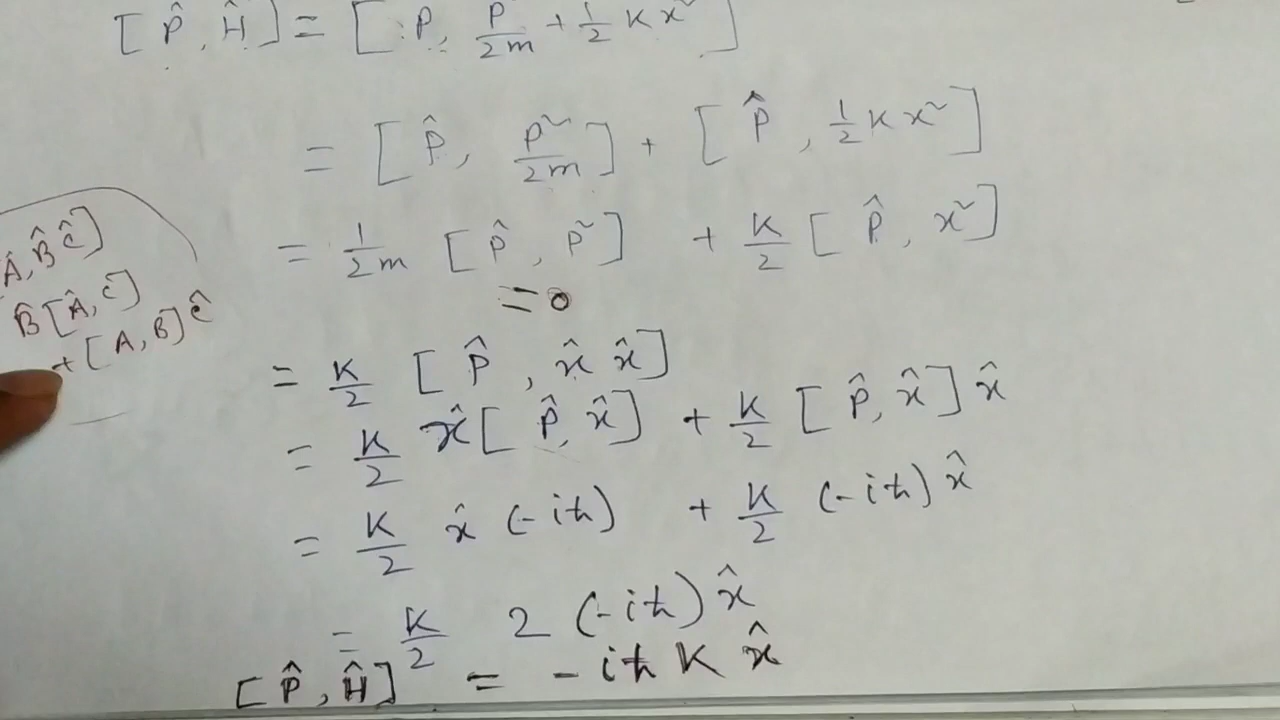 [ P̂, Ĥ ] = [ P, P²/2m + ½ K x² ]
= [ P̂, P²/2m ] + [ P̂, ½ K x² ]
= 1/2m [ P̂, P² ] + K/2 [ P̂, x² ]
= 0
Â, B̂ Ĉ ]
B̂ [ Â, Ĉ ]
+ [ A, B ] Ĉ
= K/2 [ P̂, x̂ x̂ ]
= K/2 x̂ [ P̂, x̂ ] + K/2 [ P̂, x̂ ] x̂
= K/2 x̂ (-iħ) + K/2 (-iħ) x̂
= K/2 2 (-iħ) x̂
[ P̂, Ĥ ] = -iħ K x̂